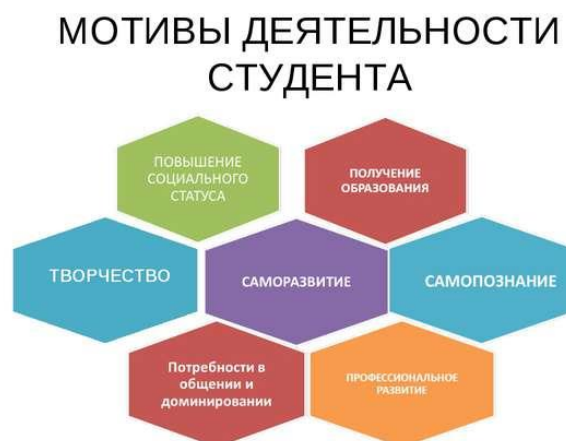 МОТИВЫ ДЕЯТЕЛЬНОСТИ
СТУДЕНТА
ПОВЫШЕНИЕ
СОЦИАЛЬНОГО
СТАТУСА
ПОЛУЧЕНИЕ
ОБРАЗОВАНИЯ
ТВОРЧЕСТВО
САМОРАЗВИТИЕ
САМОПОЗНАНИЕ
Потребности в
общении и
доминировании
ПРОФЕССИОНАЛЬНОЕ
РАЗВИТИЕ